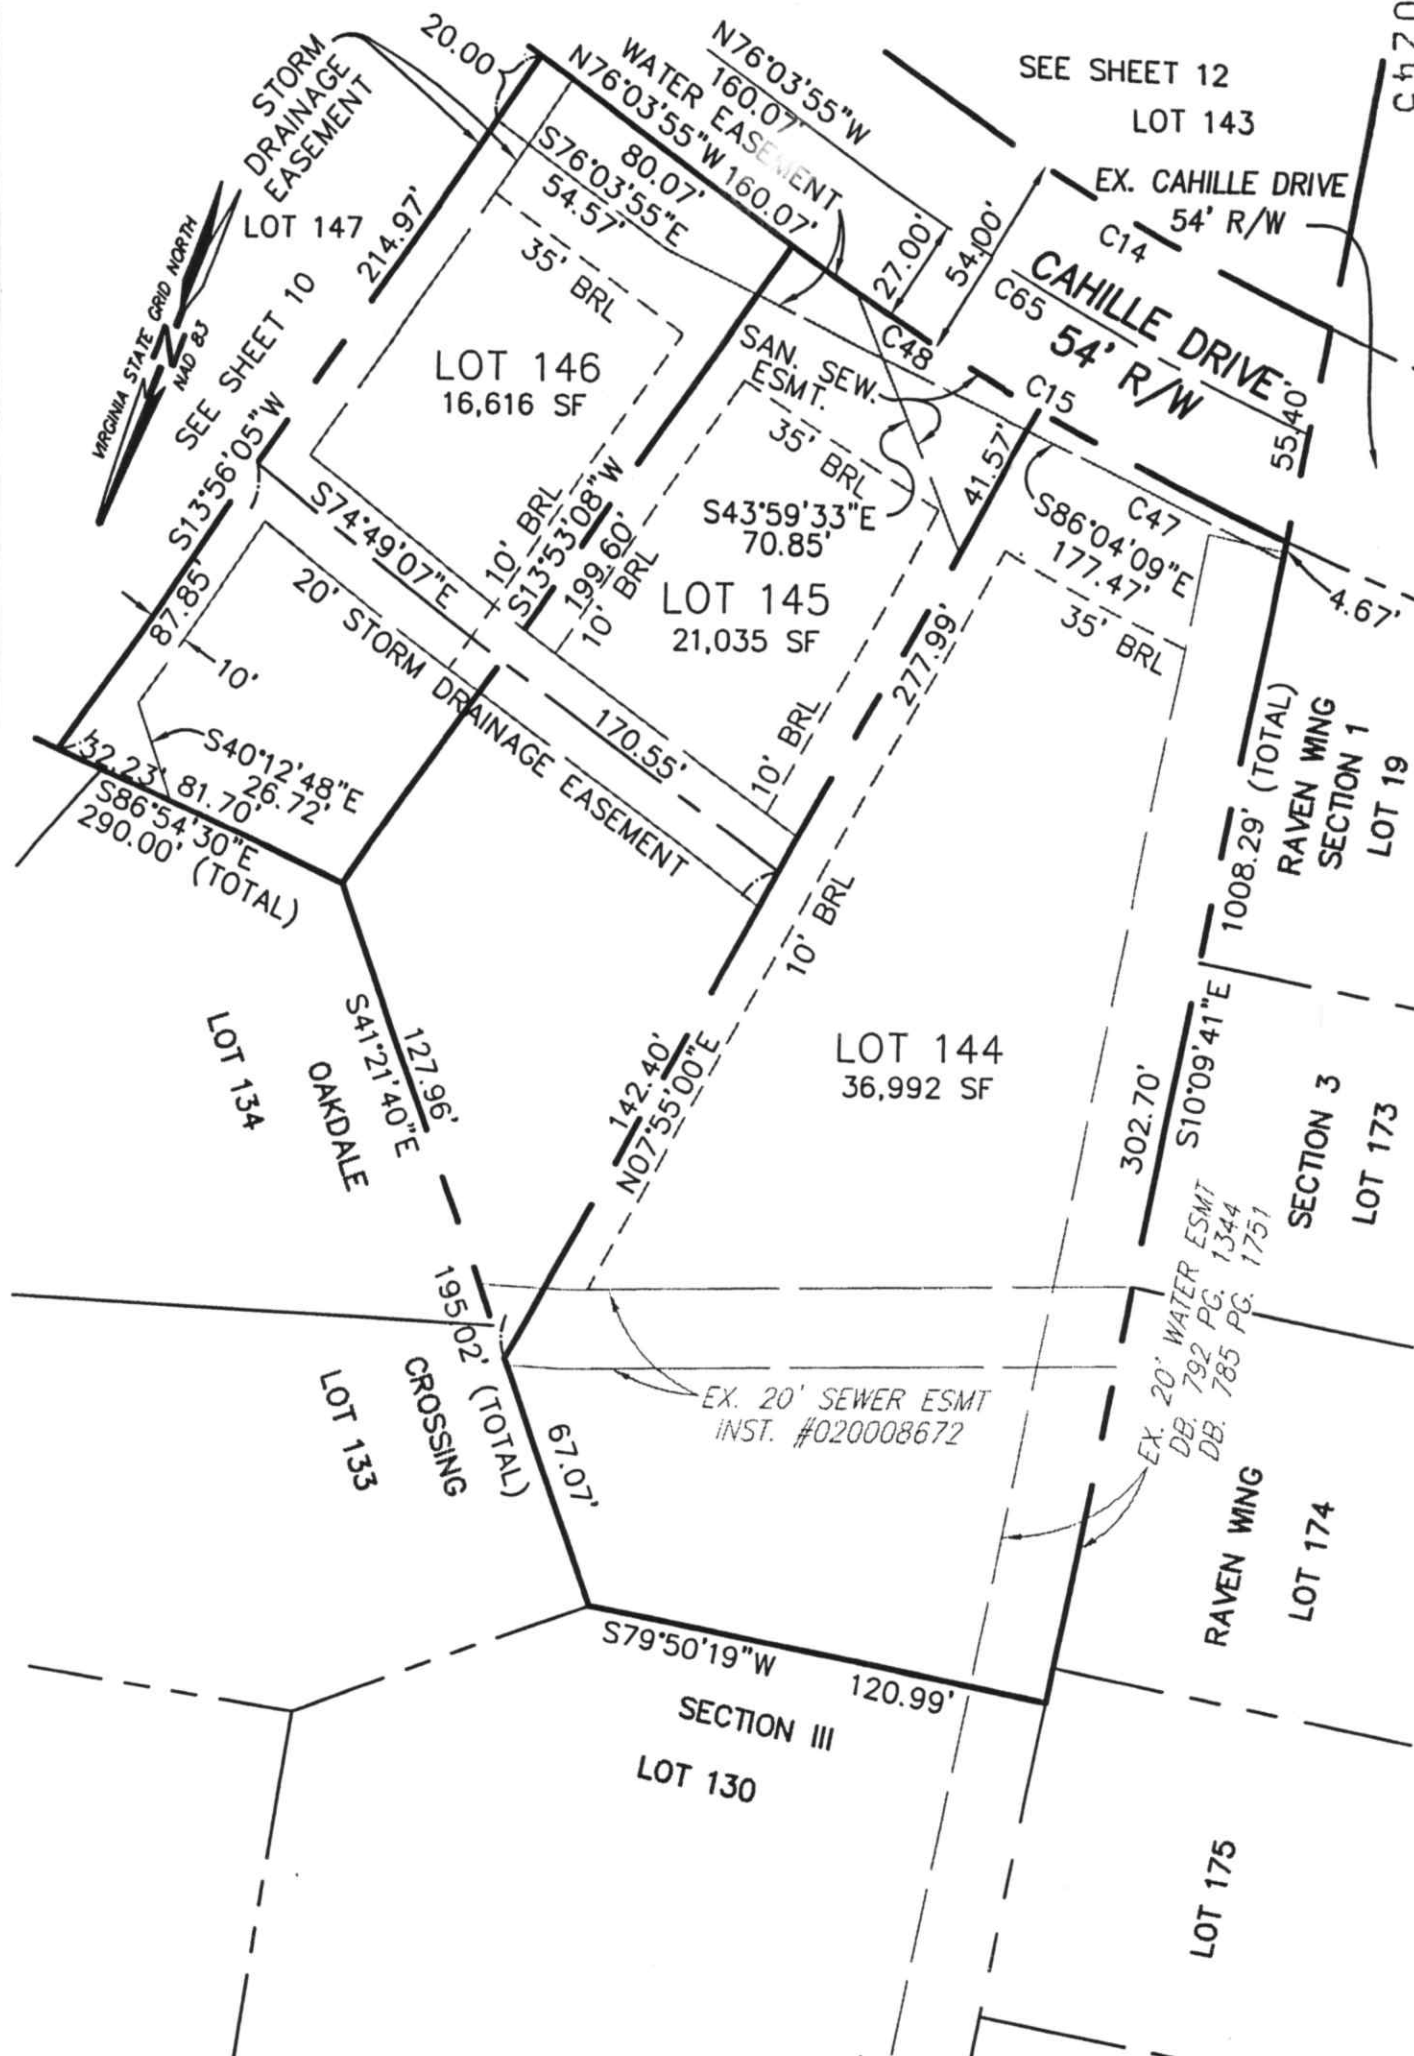 STORM
DRAINAGE
EASEMENT
20.00
N76°03'55"W
160.07'
WATER EASEMENT
N76°03'55"W 160.07'
80.07'
S76°03'55"E
54.57'
35' BRL
SEE SHEET 12
LOT 143
EX. CAHILLE DRIVE
54' R/W
C14
CAHILLE DRIVE
54' R/W
C65
27.00'
54.00'
C48
C15
C47
55.40'
4.67'
LOT 147
214.97'
SEE SHEET 10
VIRGINIA STATE GRID NORTH
NAD 83
S13°56'05"W
87.85'
10'
LOT 146
16,616 SF
SAN. SEW.
ESMT.
35' BRL
41.57'
S43°59'33"E
70.85'
S86°04'09"E
177.47'
35' BRL
10' BRL
S13°53'08"W
199.60'
10' BRL
LOT 145
21,035 SF
S74°49'07"E
170.55'
20' STORM DRAINAGE EASEMENT
10' BRL
277.99'
S40°12'48"E
26.72'
32.23' 81.70'
S86°54'30"E
290.00' (TOTAL)
1008.29' (TOTAL)
RAVEN WING
SECTION 1
LOT 19
10' BRL
S41°21'40"E
127.96'
LOT 134
OAKDALE
142.40'
N07°55'00"E
LOT 144
36,992 SF
302.70'
S10°09'41"E
SECTION 3
LOT 173
195.02' (TOTAL)
CROSSING
LOT 133
67.07'
EX. 20' SEWER ESMT
INST. #020008672
EX. 20' WATER ESMT
DB. 792 PG. 1344
DB. 785 PG. 1751
RAVEN WING
LOT 174
S79°50'19"W
120.99'
SECTION III
LOT 130
LOT 175